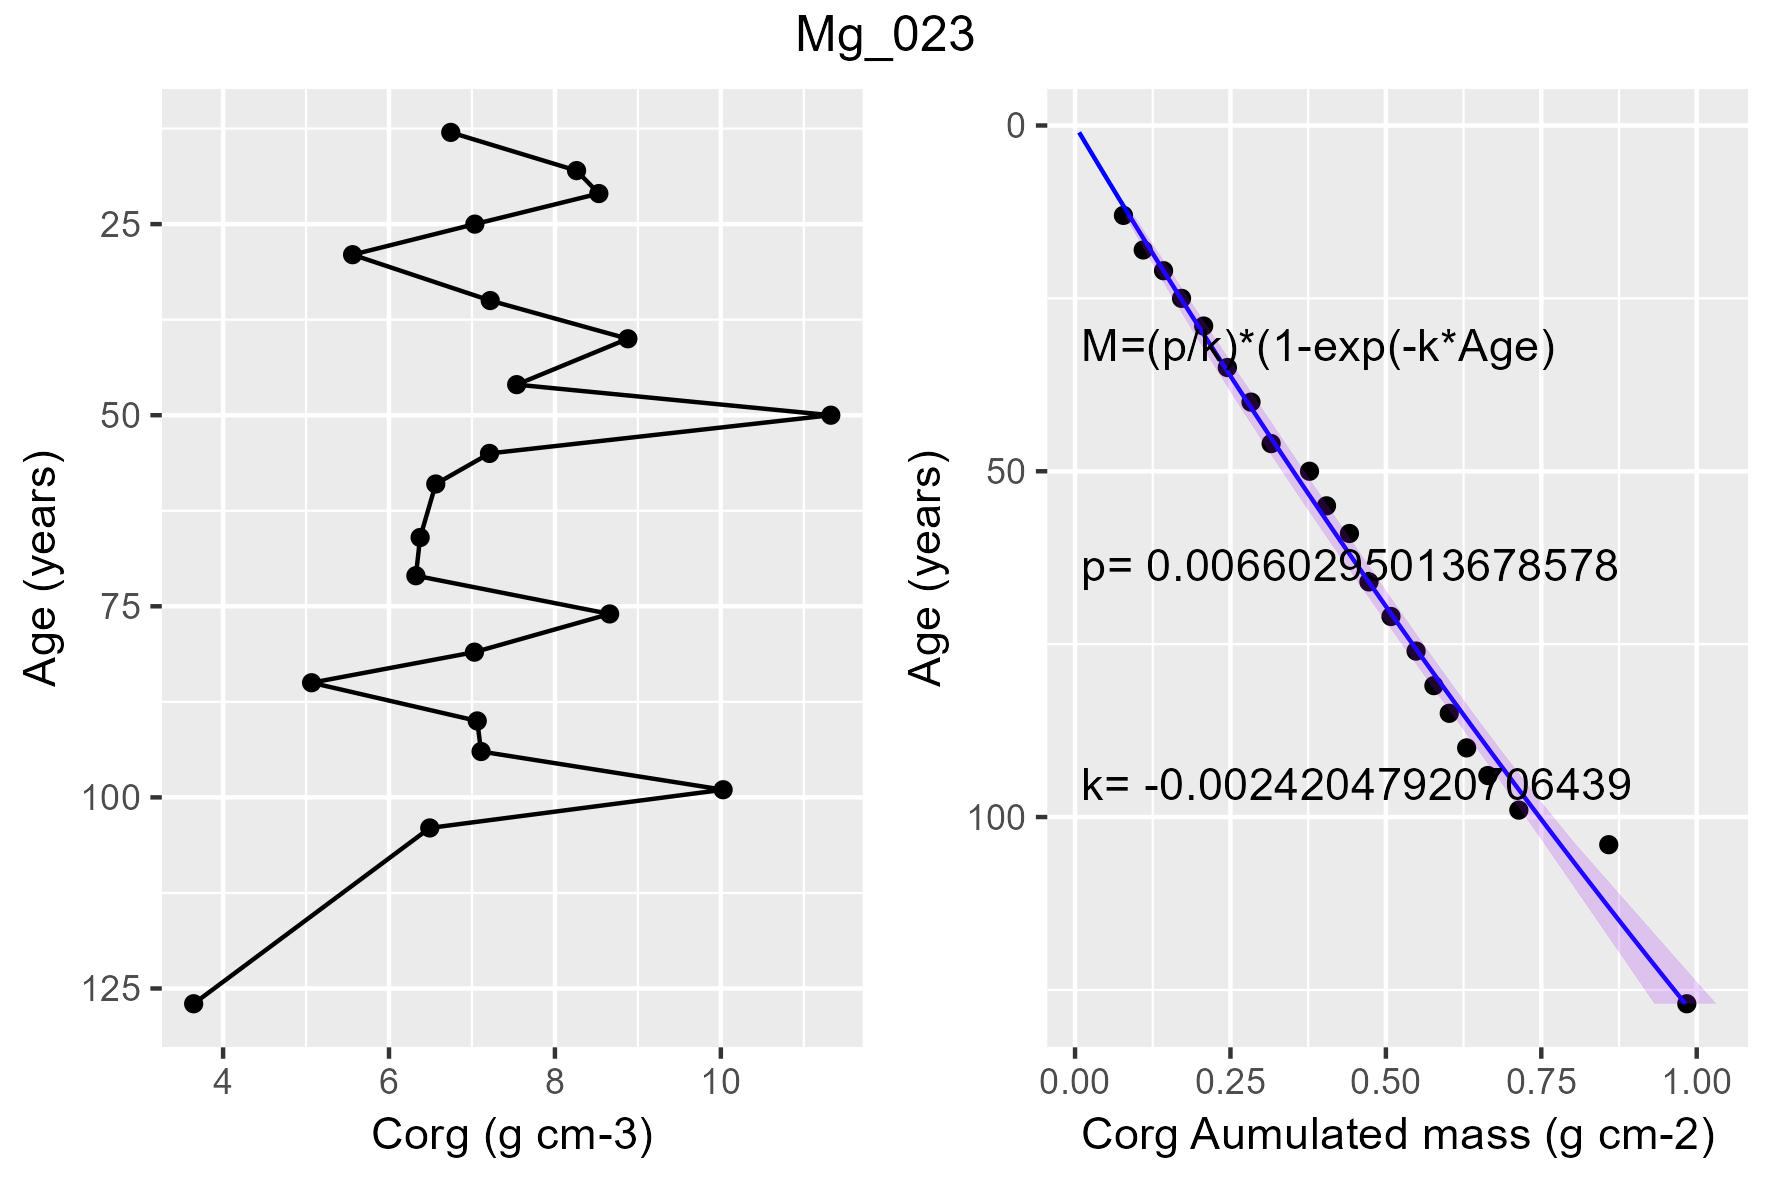 Mg_023
25
50
75
100
125
Age (years)
4 6 8 10
Corg (g cm-3)
0
50
100
Age (years)
M=(p/k)*(1-exp(-k*Age)
p= 0.00660295013678578
k= -0.00242047920706439
0.00 0.25 0.50 0.75 1.00
Corg Aumulated mass (g cm-2)